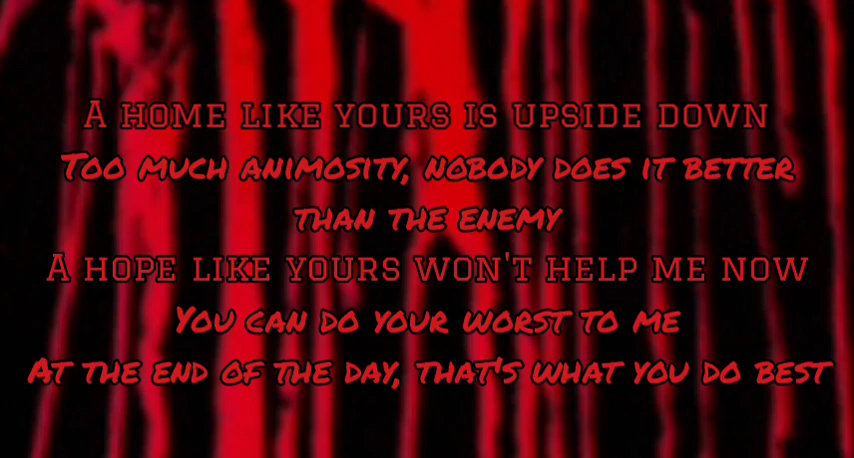 A home like yours is upside down
Too much animosity, nobody does it better
than the enemy
A hope like yours won't help me now
You can do your worst to me
At the end of the day, that's what you do best